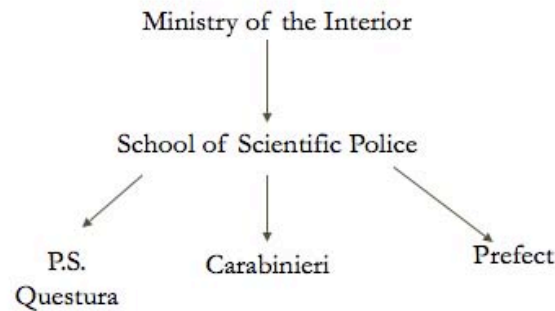 Ministry of the Interior
School of Scientific Police
P.S.
Questura
Carabinieri
Prefect